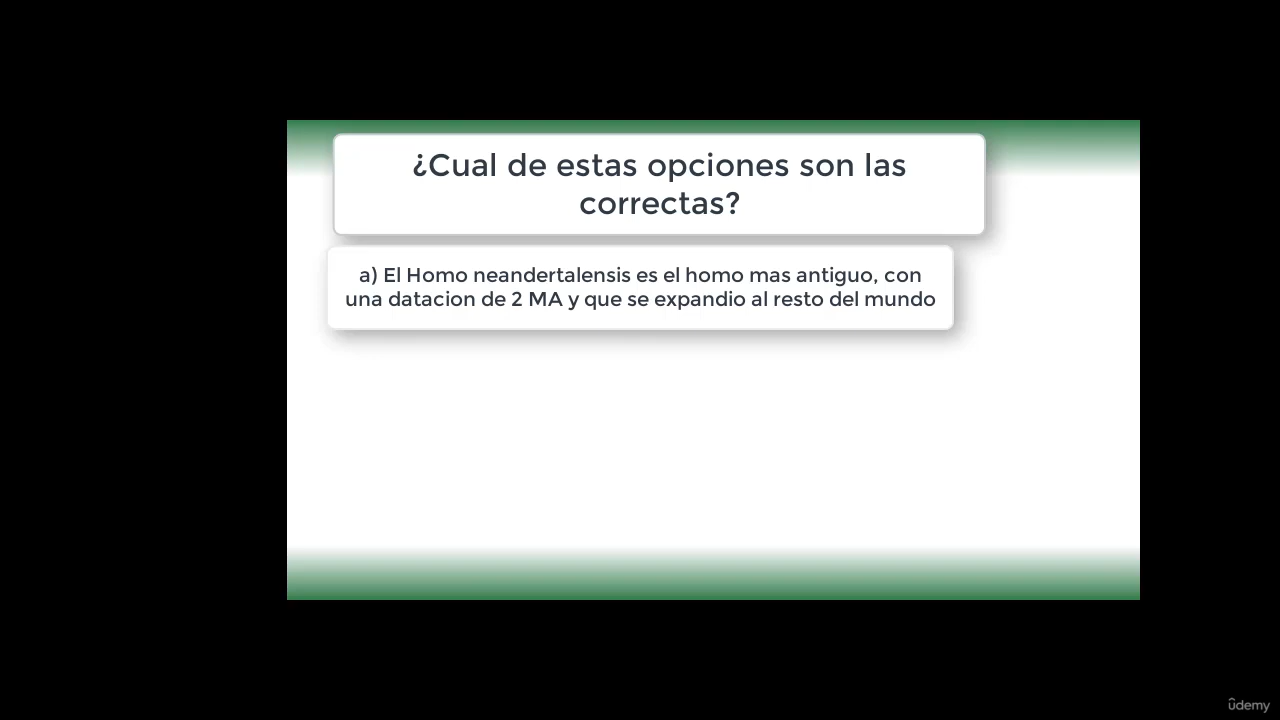 ¿Cual de estas opciones son las
correctas?
a) El Homo neandertalensis es el homo mas antiguo, con
una datacion de 2 MA y que se expandio al resto del mundo
ûdemy